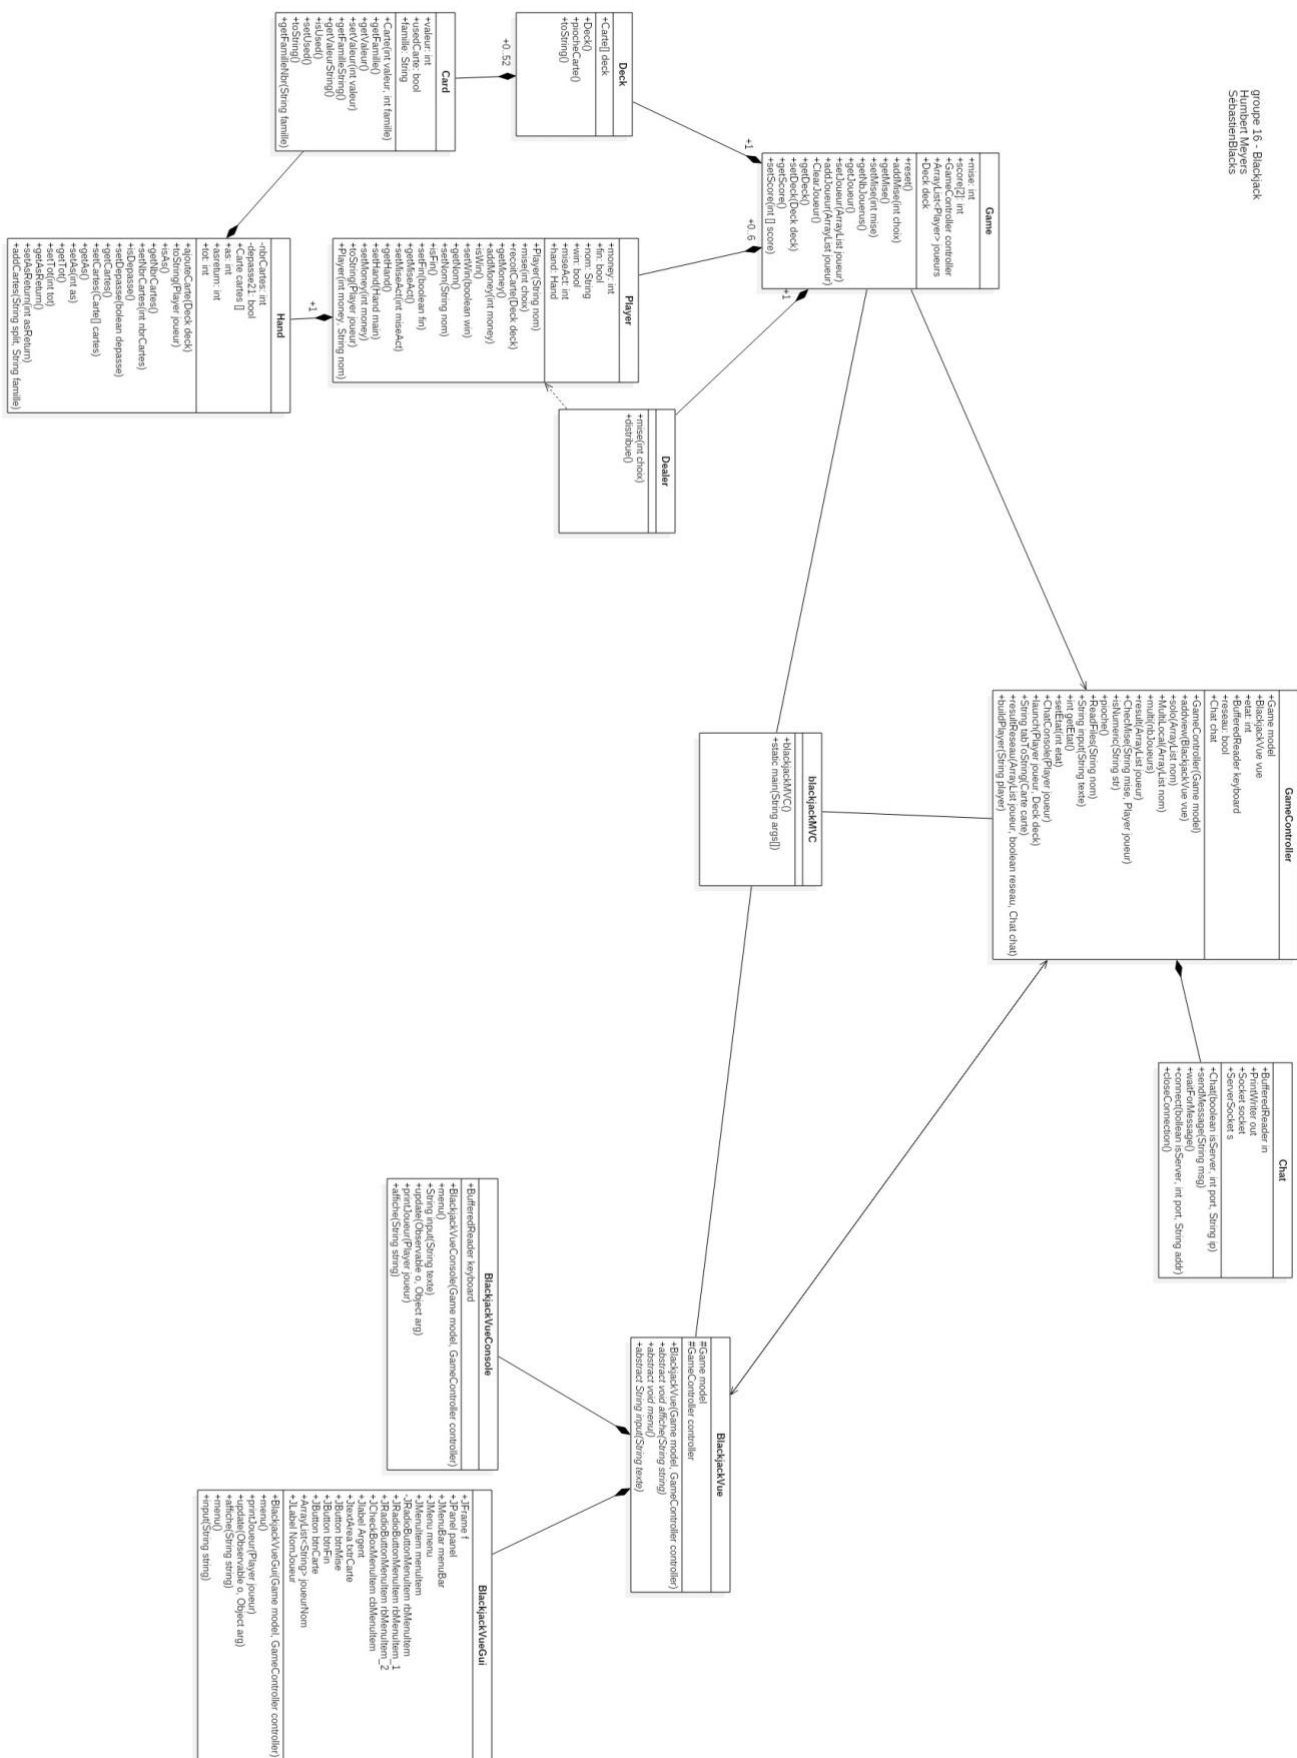 groupe 16 - Blackjack
Humbert Meyers
SébastienBlacks
Card
+valeur: int
+usedCarte: bool
+famille: String
+Carte(int valeur, int famille)
+getFamille()
+getValeur()
+setValeur(int valeur)
+getFamilleString()
+getValeurString()
+isUsed()
+setUsed()
+toString()
+getFamilleNbr(String famille)
+0..52
Deck
+Carte[] deck
+Deck()
+piocheCarte()
+toString()
+1
Game
+mise: int
+score[2]: int
+GameController controller
+ArrayList<Player> joueurs
+Deck deck
+reset()
+addMise(int choix)
+getMise()
+setMise(int mise)
+getNbJouerus()
+getJoueur()
+setJoueur(ArrayList joueur)
+addJoueur(ArrayList joueur)
+ClearJoueur()
+getDeck()
+setDeck(Deck deck)
+getScore()
+setScore(int [] score)
+0..6
+1
Hand
-nbrCartes: int
-depasse21: bool
-Carte cartes []
+as: int
+asreturn: int
+tot: int
+ajouteCarte(Deck deck)
+toString(Player joueur)
+isAs()
+getNbrCartes()
+setNbrCartes(int nbrCartes)
+isDepasse()
+setDepasse(bolean depasse)
+getCartes()
+setCartes(Carte[] cartes)
+getAs()
+setAs(int as)
+getTot()
+setTot(int tot)
+getAsReturn()
+setAsReturn(int asReturn)
+addCartes(String split, String famille)
+1
Player
+money: int
+fin: bool
+nom: String
+win: bool
+miseAct: int
+hand: Hand
+Player(String nom)
+mise(int choix)
+recoitCarte(Deck deck)
+getMoney()
+addMoney(int money)
+isWin()
+setWin(boolean win)
+getNom()
+setNom(String nom)
+isFin()
+setFin(boolean fin)
+getMiseAct()
+setMiseAct(int miseAct)
+getHand()
+setHand(Hand main)
+setMoney(int money)
+toString(Player joueur)
+Player(int money, String nom)
Dealer
+mise(int choix)
+distribue()
GameController
+Game model
+BlackjackVue vue
+etat: int
+BufferedReader keyboard
+reseau: bool
+Chat chat
+GameController(Game model)
+addview(BlackjackVue vue)
+solo(ArrayList nom)
+MultiLocal(ArrayList nom)
+multi(nbJoueurs)
+result(ArrayList joueur)
+ChecMise(String mise, Player joueur)
+isNumeric(String str)
+pioche()
+ReadFiles(String nom)
+String input(String texte)
+int getEtat()
+setEtat(int etat)
+ChatConsole(Player joueur)
+launch(Player joueur, Deck deck)
+String tabToString(Carte carte)
+resultReseau(ArrayList joueur, boolean reseau, Chat chat)
+buildPlayer(String player)
blackjackMVC
+blackjackMVC()
+static main(String args[])
Chat
+BufferedReader in
+PrintWriter out
+Socket socket
+ServerSocket s
+Chat(boolean isServer, int port, String ip)
+sendMessage(String msg)
+waitForMessage()
+connect(bollean isServer, int port, String addr)
+closeConnection()
BlackjackVueConsole
+BufferedReader keyboard
+BlackjackVueConsole(Game model, GameController controller)
+menu()
+String input(String texte)
+update(Observable o, Object arg)
+printJoueur(Player joueur)
+affiche(String string)
BlackjackVue
#Game model
#GameController controller
+BlackjackVue(Game model, GameController controller)
+abstract void affiche(String string)
+abstract void menu()
+abstract String input(String texte)
BlackjackVueGui
+JFrame f
+JPanel panel
+JMenuBar menuBar
+JMenu menu
+JMenuItem menuItem
-JRadioButtonMenuItem rbMenuItem
+JRadioButtonMenuItem rbMenuItem_1
+JRadioButtonMenuItem rbMenuItem_2
+JCheckBoxMenuItem cbMenuItem
+Jlabel Argent
+JtextArea txtrCarte
+JButton btnMise
+JButton btnFin
+JButton btnCarte
+ArrayList<String> joueurNom
+JLabel NomJoueur
+BlackjackVueGui(Game model, GameController controller)
+menu()
+printJoueur(Player joueur)
+update(Observable o, Object arg)
+affiche(String string)
+menu()
+input(String string)